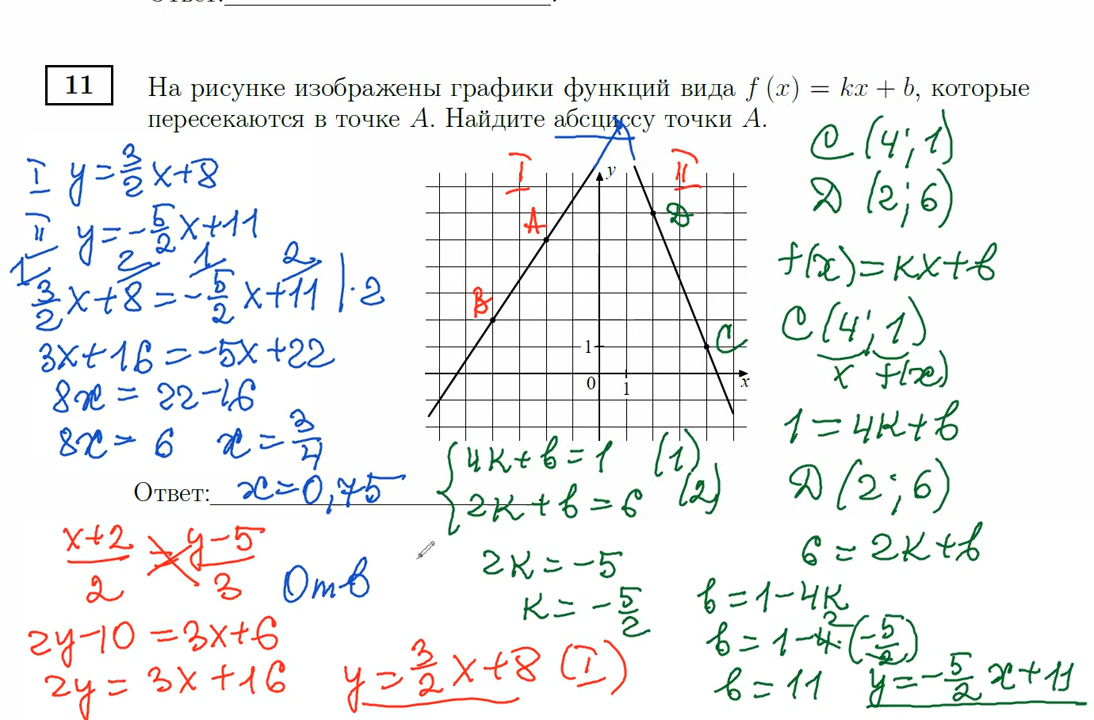 11
На рисунке изображены графики функций вида f (x) = kx + b, которые
пересекаются в точке A. Найдите абсциссу точки A.
I y = 3/2 x + 8
II y = -5/2 x + 11
3/2 x + 8 = -5/2 x + 11 | · 2
3x + 16 = -5x + 22
8x = 22 - 16
8x = 6 x = 3/4
Ответ: x = 0,75
I
II
A
A
B
D
C
y
x
1
0
1
C (4; 1)
D (2; 6)
f(x) = kx + b
C (4; 1)
x f(x)
1 = 4k + b
D (2; 6)
6 = 2k + b
{ 4k + b = 1 (1)
2k + b = 6 (2)
2k = -5
k = -5/2
b = 1 - 4k
b = 1 - 4 · (-5/2)
b = 11 y = -5/2 x + 11
(x+2)/2 = (y-5)/3
Отв
2y - 10 = 3x + 6
2y = 3x + 16
y = 3/2 x + 8 (I)